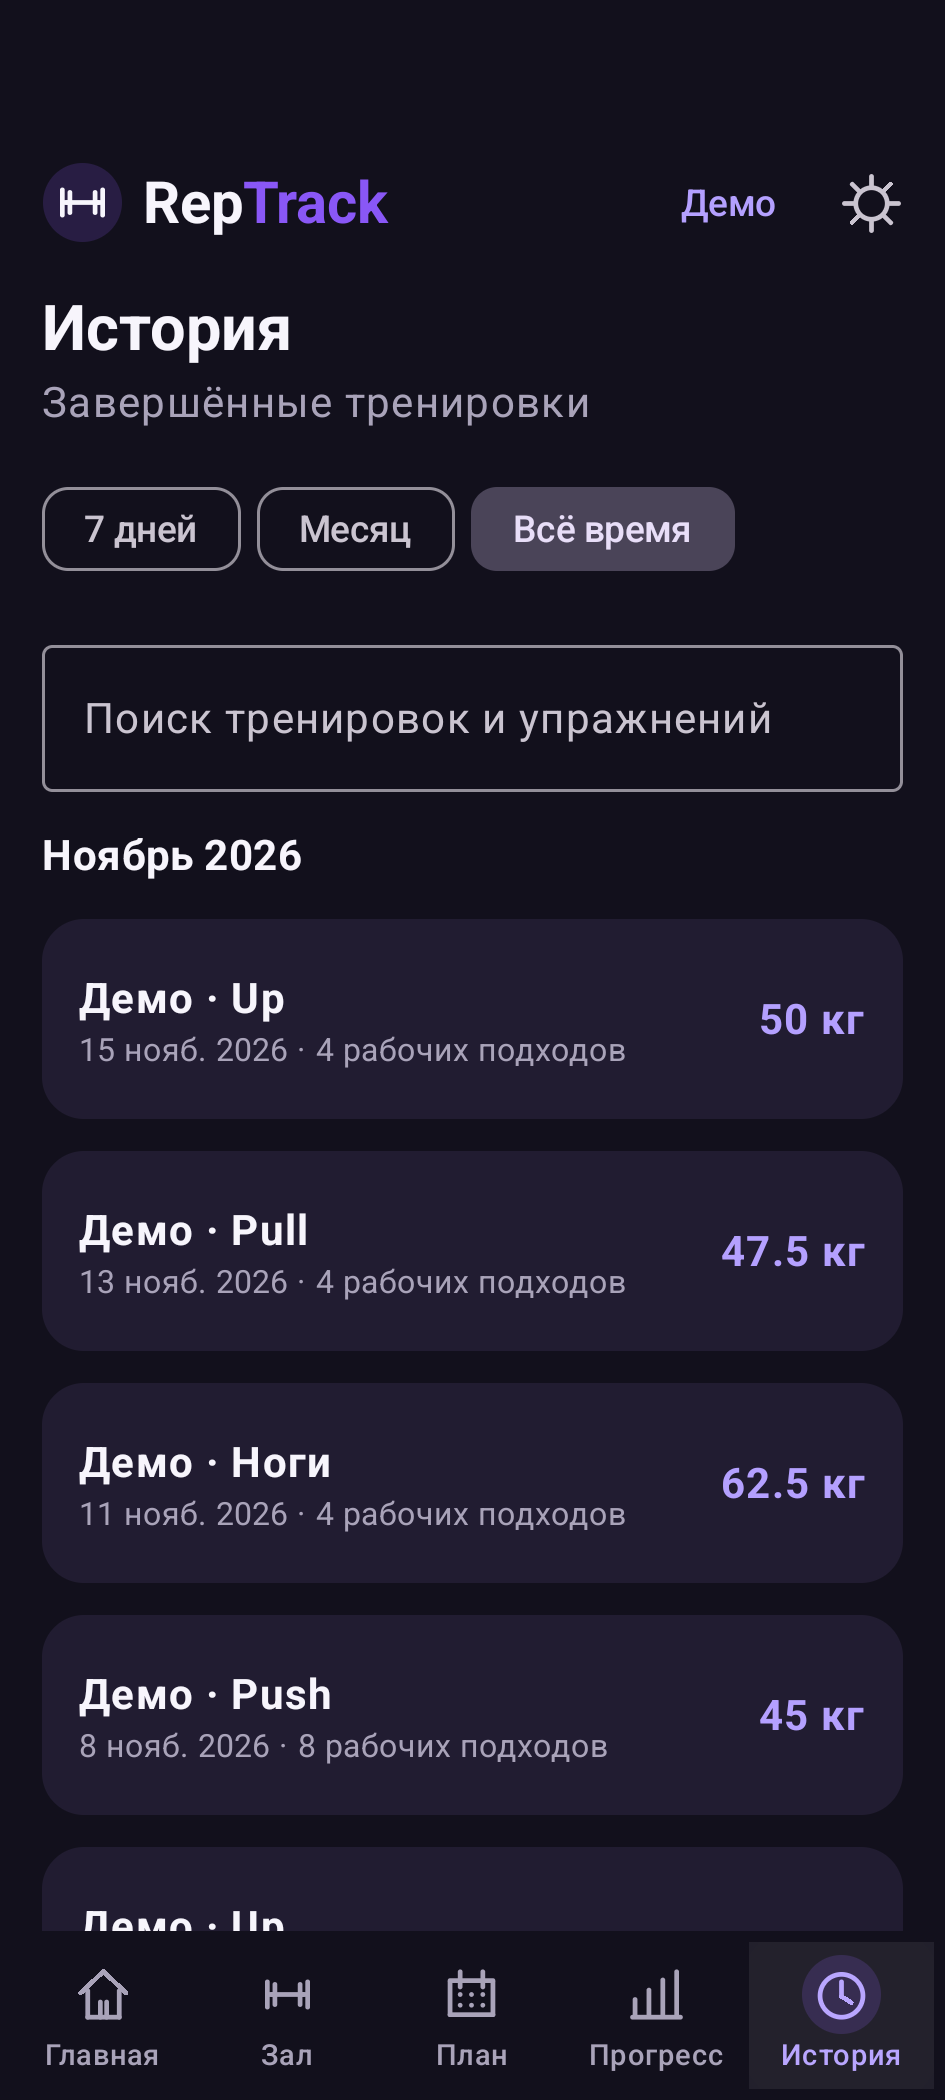 RepTrack
Демо
История
Завершённые тренировки
7 дней
Месяц
Всё время
Поиск тренировок и упражнений
Ноябрь 2026
Демо · Up
15 нояб. 2026 · 4 рабочих подходов
50 кг
Демо · Pull
13 нояб. 2026 · 4 рабочих подходов
47.5 кг
Демо · Ноги
11 нояб. 2026 · 4 рабочих подходов
62.5 кг
Демо · Push
8 нояб. 2026 · 8 рабочих подходов
45 кг
Демо · Up
Главная
Зал
План
Прогресс
История